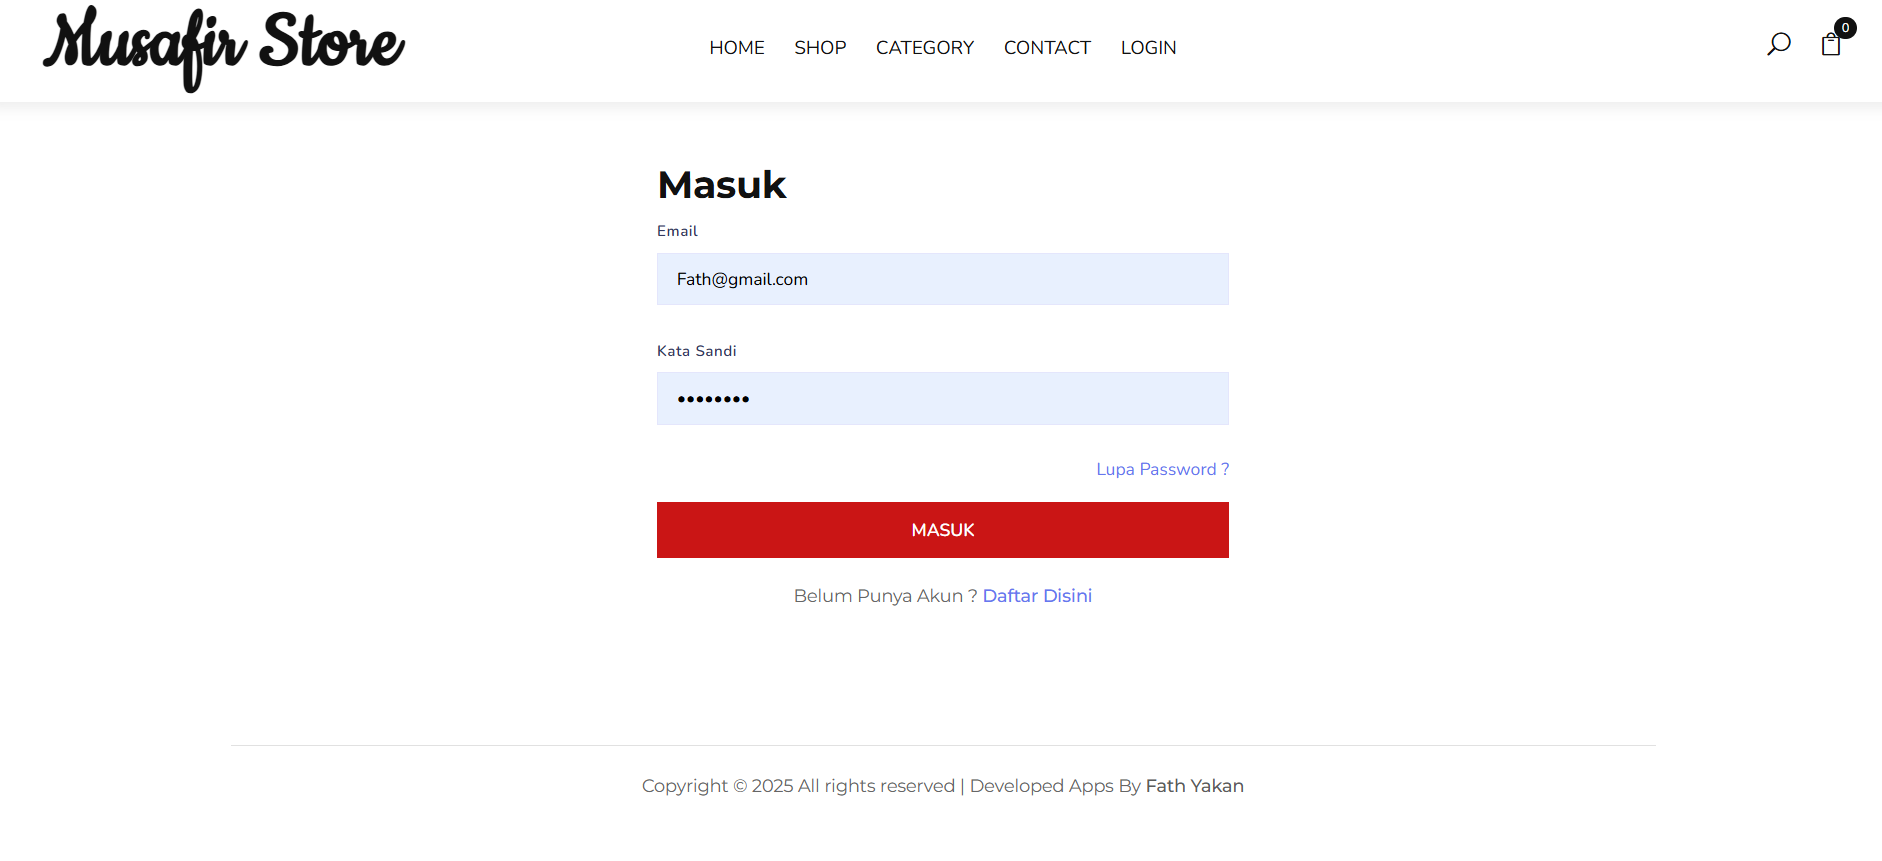 Musafir Store
HOME SHOP CATEGORY CONTACT LOGIN
0
Masuk
Email
Fath@gmail.com
Kata Sandi
••••••••
Lupa Password ?
MASUK
Belum Punya Akun ? Daftar Disini
Copyright © 2025 All rights reserved | Developed Apps By Fath Yakan